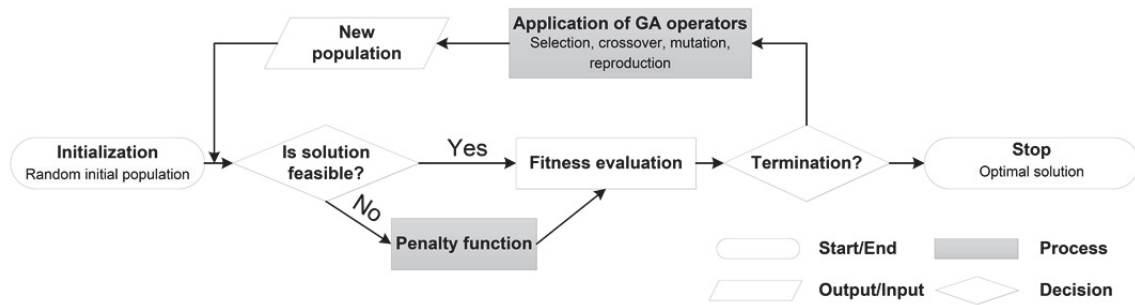 New
population
Application of GA operators
Selection, crossover, mutation,
reproduction
Initialization
Random initial population
Is solution
feasible?
Yes
Fitness evaluation
Termination?
Stop
Optimal solution
No
Penalty function
Start/End
Process
Output/Input
Decision